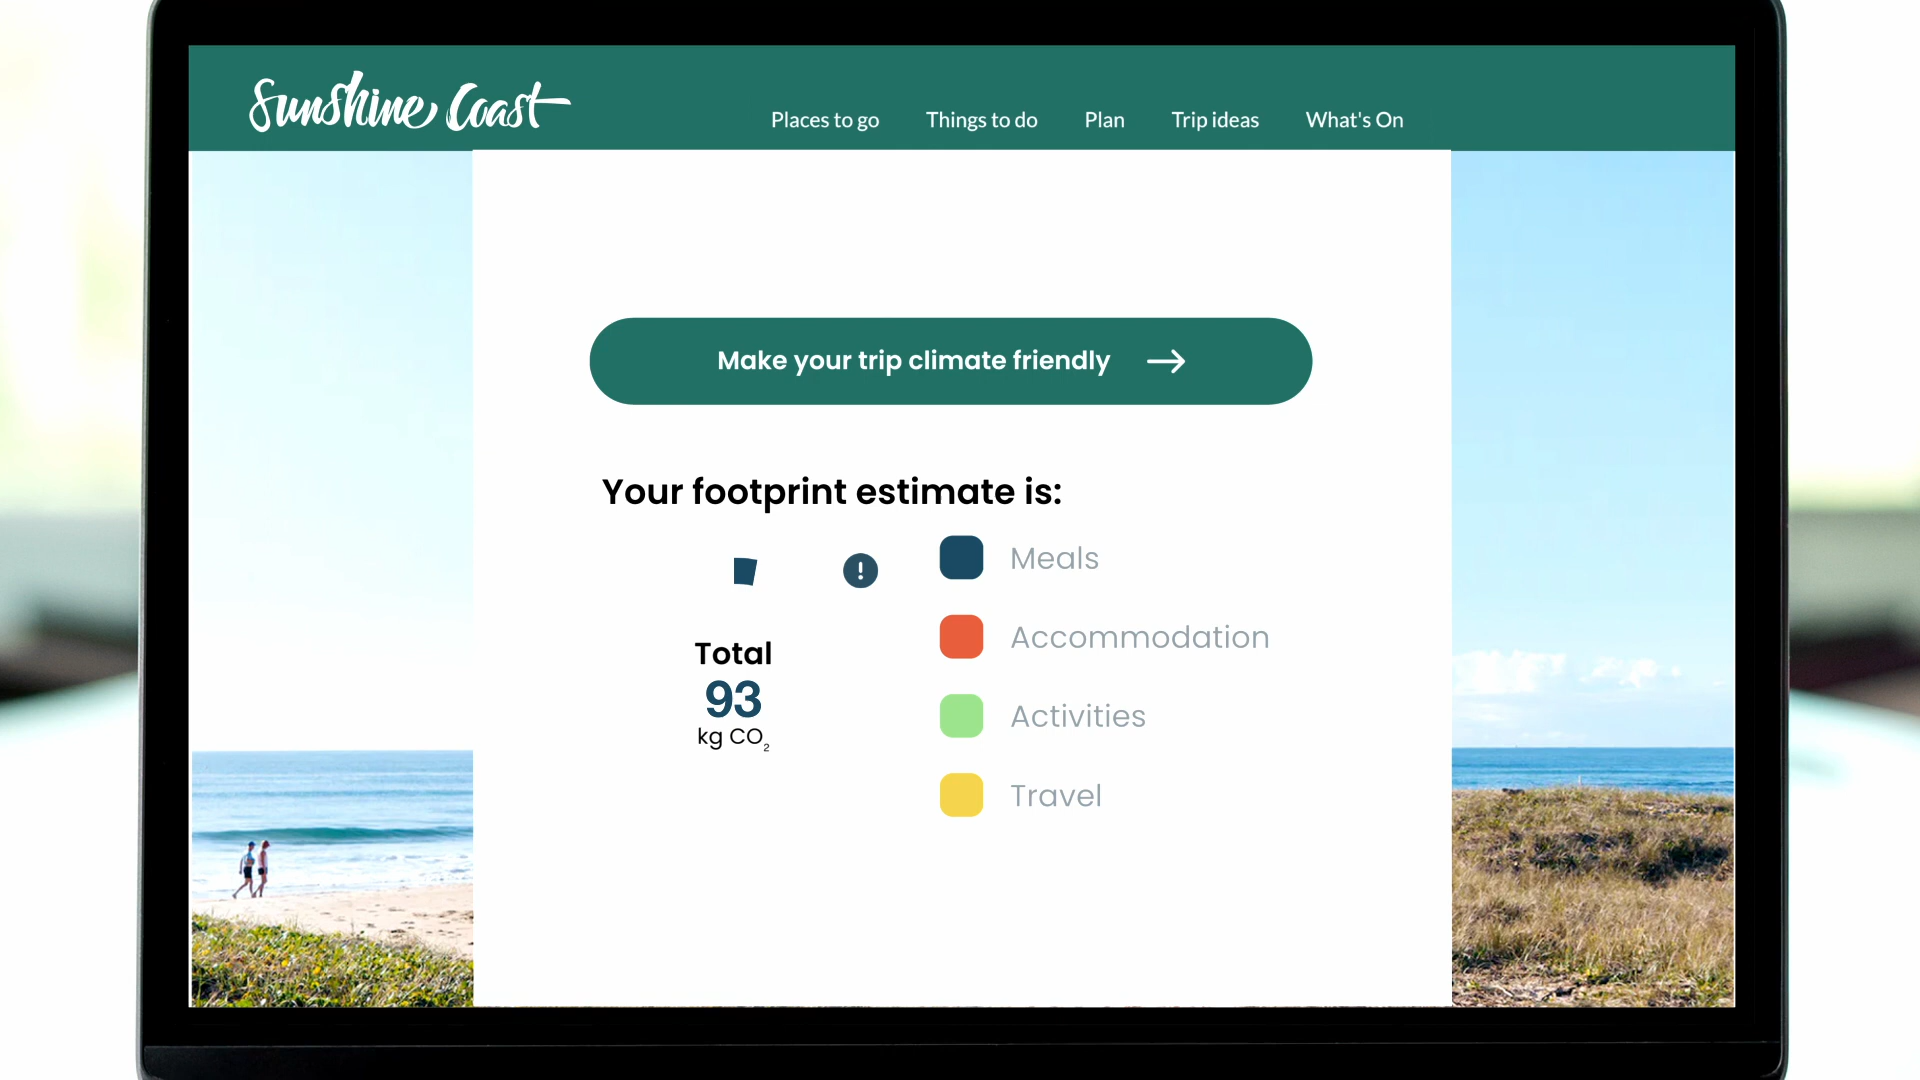 Sunshine Coast
Places to go
Things to do
Plan
Trip ideas
What's On
Make your trip climate friendly
Your footprint estimate is:
Total
93
kg CO₂
Meals
Accommodation
Activities
Travel